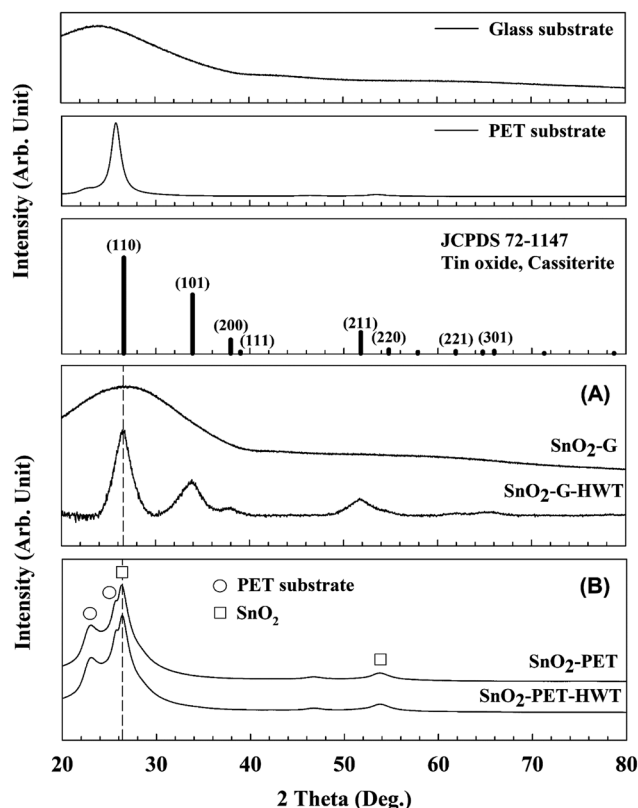 Glass substrate
Intensity (Arb. Unit)
PET substrate
JCPDS 72-1147
Tin oxide, Cassiterite
(110)
(101)
(200)
(111)
(211)
(220)
(221)
(301)
(A)
SnO2-G
SnO2-G-HWT
Intensity (Arb. Unit)
(B)
PET substrate
SnO2
SnO2-PET
SnO2-PET-HWT
20 30 40 50 60 70 80
2 Theta (Deg.)